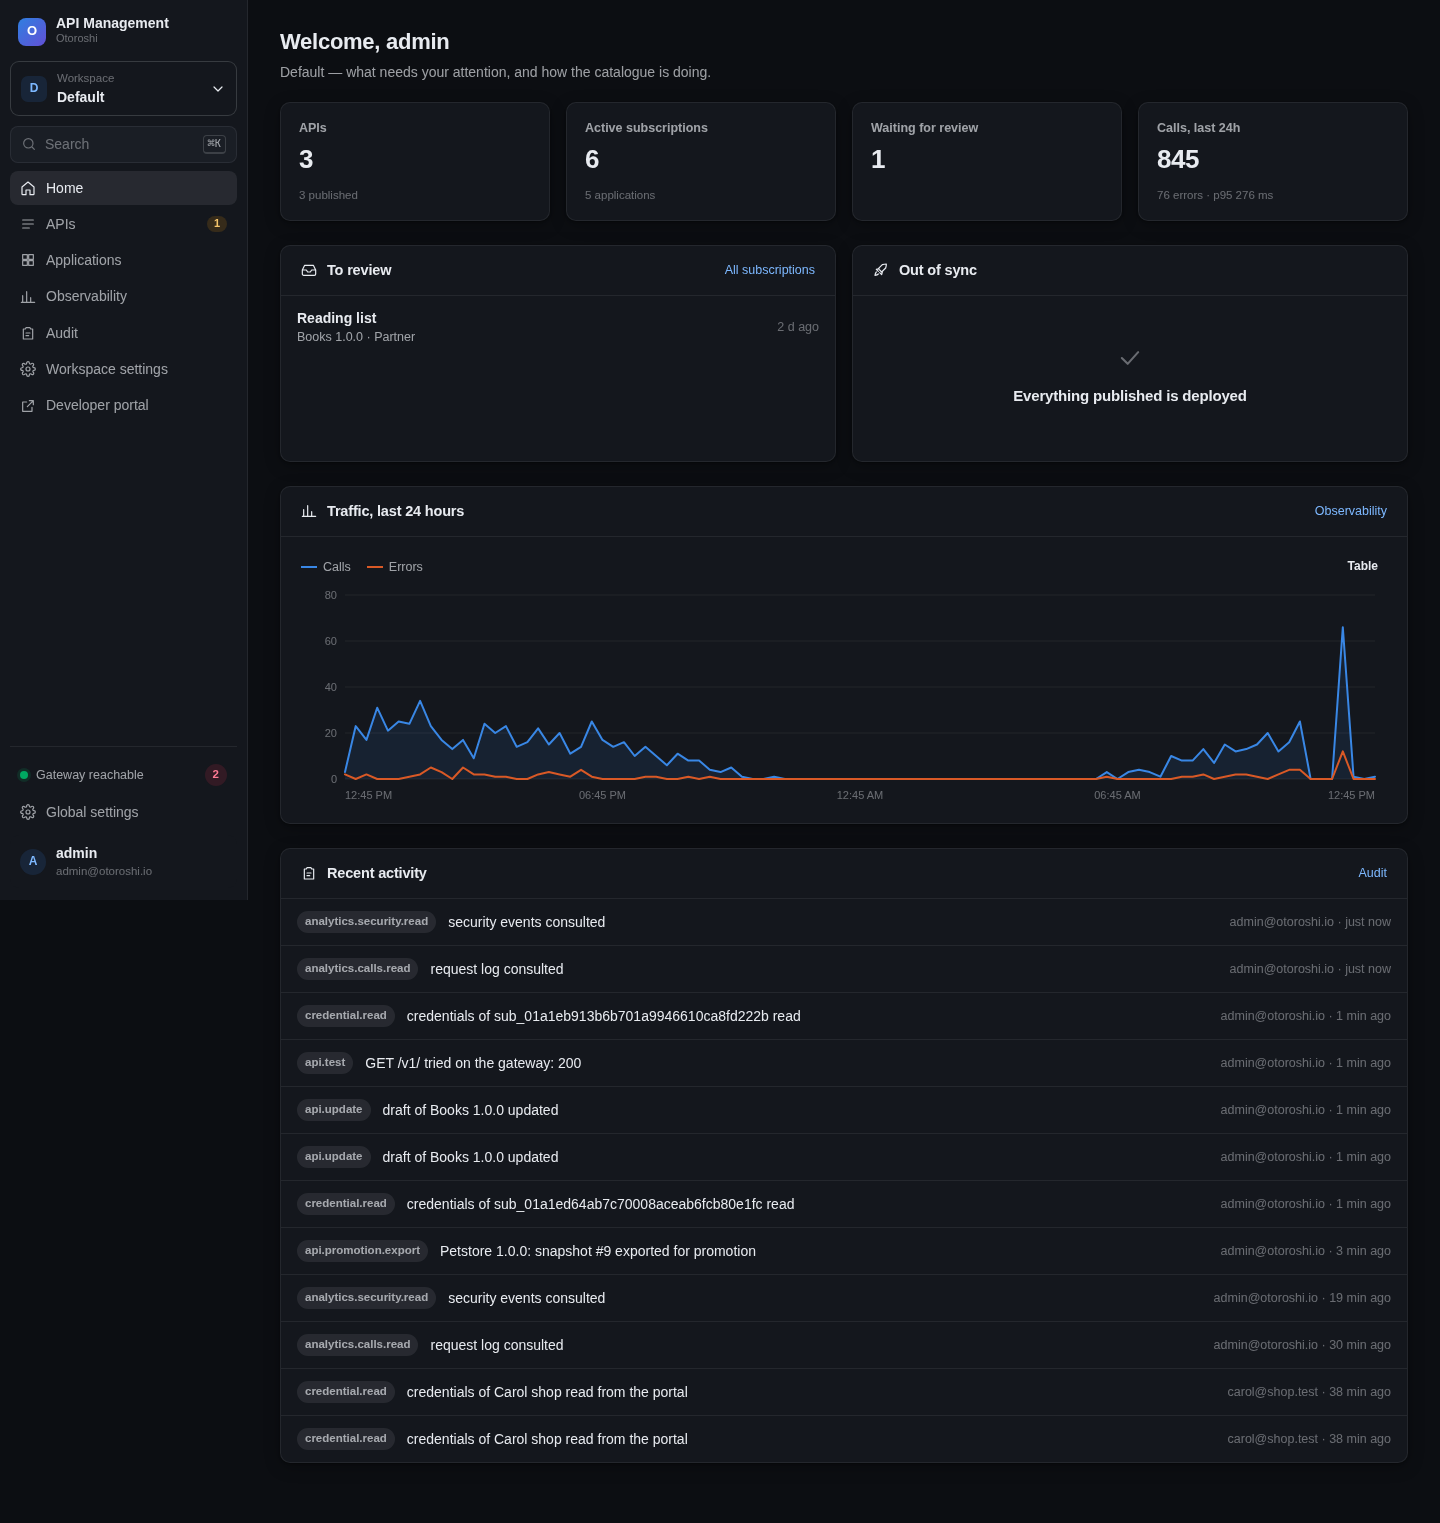 O
API Management
Otoroshi
D
Workspace
Default
Search
⌘K
Home
APIs
1
Applications
Observability
Audit
Workspace settings
Developer portal
Gateway reachable
2
Global settings
A
admin
admin@otoroshi.io
Welcome, admin
Default — what needs your attention, and how the catalogue is doing.
APIs
3
3 published
Active subscriptions
6
5 applications
Waiting for review
1
Calls, last 24h
845
76 errors · p95 276 ms
To review
All subscriptions
Reading list
Books 1.0.0 · Partner
2 d ago
Out of sync
Everything published is deployed
Traffic, last 24 hours
Observability
Calls
Errors
Table
80
60
40
20
0
12:45 PM
06:45 PM
12:45 AM
06:45 AM
12:45 PM
Recent activity
Audit
analytics.security.read security events consulted admin@otoroshi.io · just now
analytics.calls.read request log consulted admin@otoroshi.io · just now
credential.read credentials of sub_01a1eb913b6b701a9946610ca8fd222b read admin@otoroshi.io · 1 min ago
api.test GET /v1/ tried on the gateway: 200 admin@otoroshi.io · 1 min ago
api.update draft of Books 1.0.0 updated admin@otoroshi.io · 1 min ago
api.update draft of Books 1.0.0 updated admin@otoroshi.io · 1 min ago
credential.read credentials of sub_01a1ed64ab7c70008aceab6fcb80e1fc read admin@otoroshi.io · 1 min ago
api.promotion.export Petstore 1.0.0: snapshot #9 exported for promotion admin@otoroshi.io · 3 min ago
analytics.security.read security events consulted admin@otoroshi.io · 19 min ago
analytics.calls.read request log consulted admin@otoroshi.io · 30 min ago
credential.read credentials of Carol shop read from the portal carol@shop.test · 38 min ago
credential.read credentials of Carol shop read from the portal carol@shop.test · 38 min ago